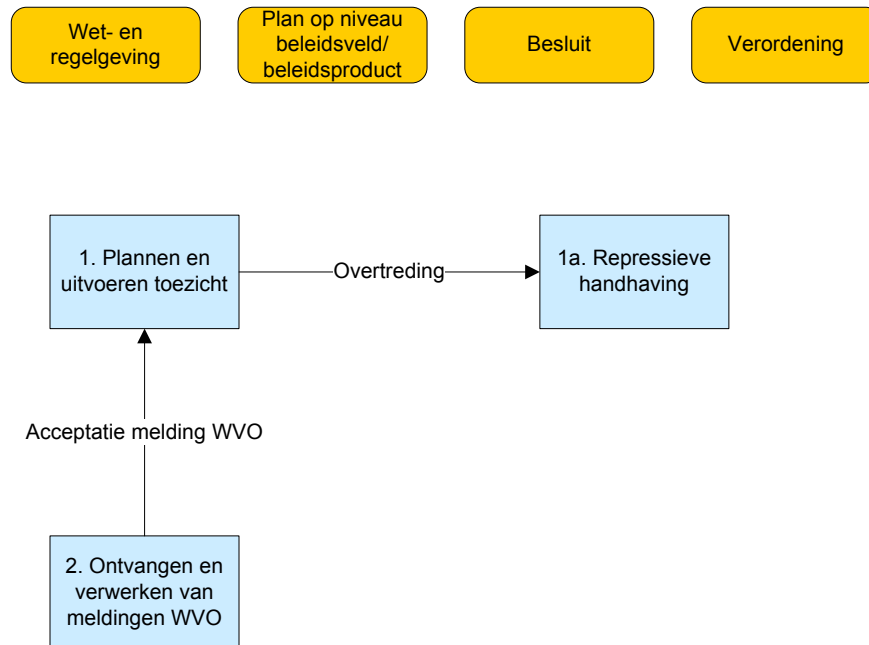 Wet- en
regelgeving
Plan op niveau
beleidsveld/
beleidsproduct
Besluit
Verordening
1. Plannen en
uitvoeren toezicht
Overtreding
1a. Repressieve
handhaving
Acceptatie melding WVO
2. Ontvangen en
verwerken van
meldingen WVO